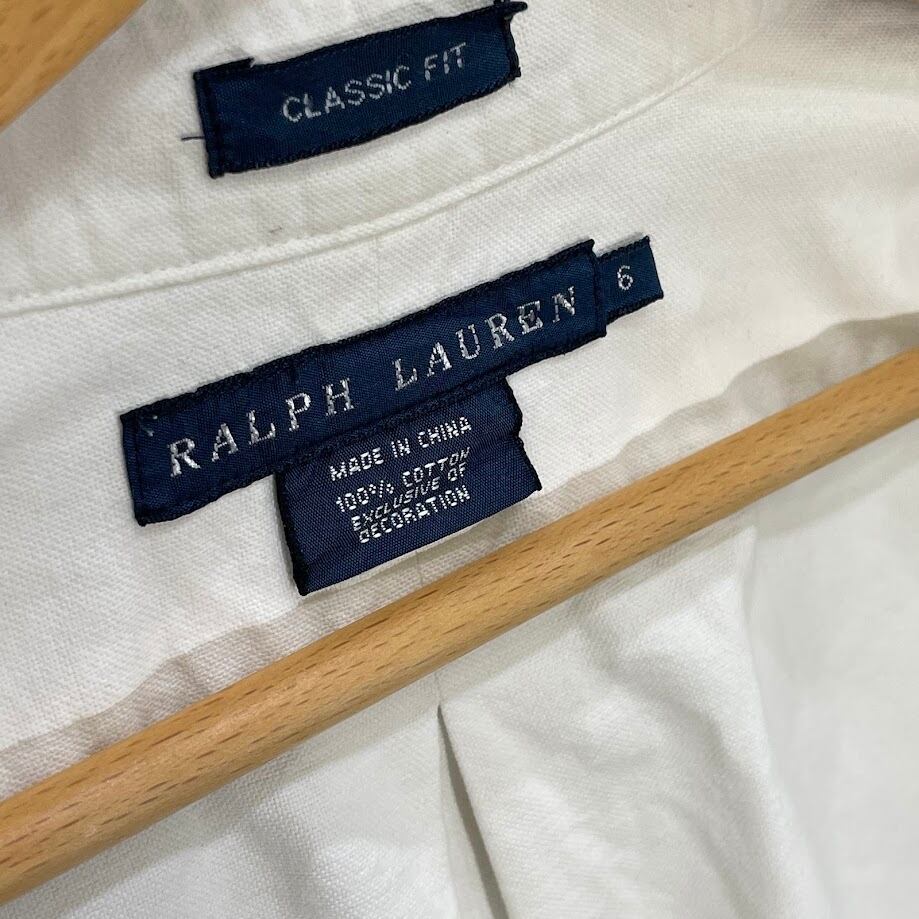 CLASSIC FIT
RALPH LAUREN
6
MADE IN CHINA
100% COTTON
EXCLUSIVE OF
DECORATION